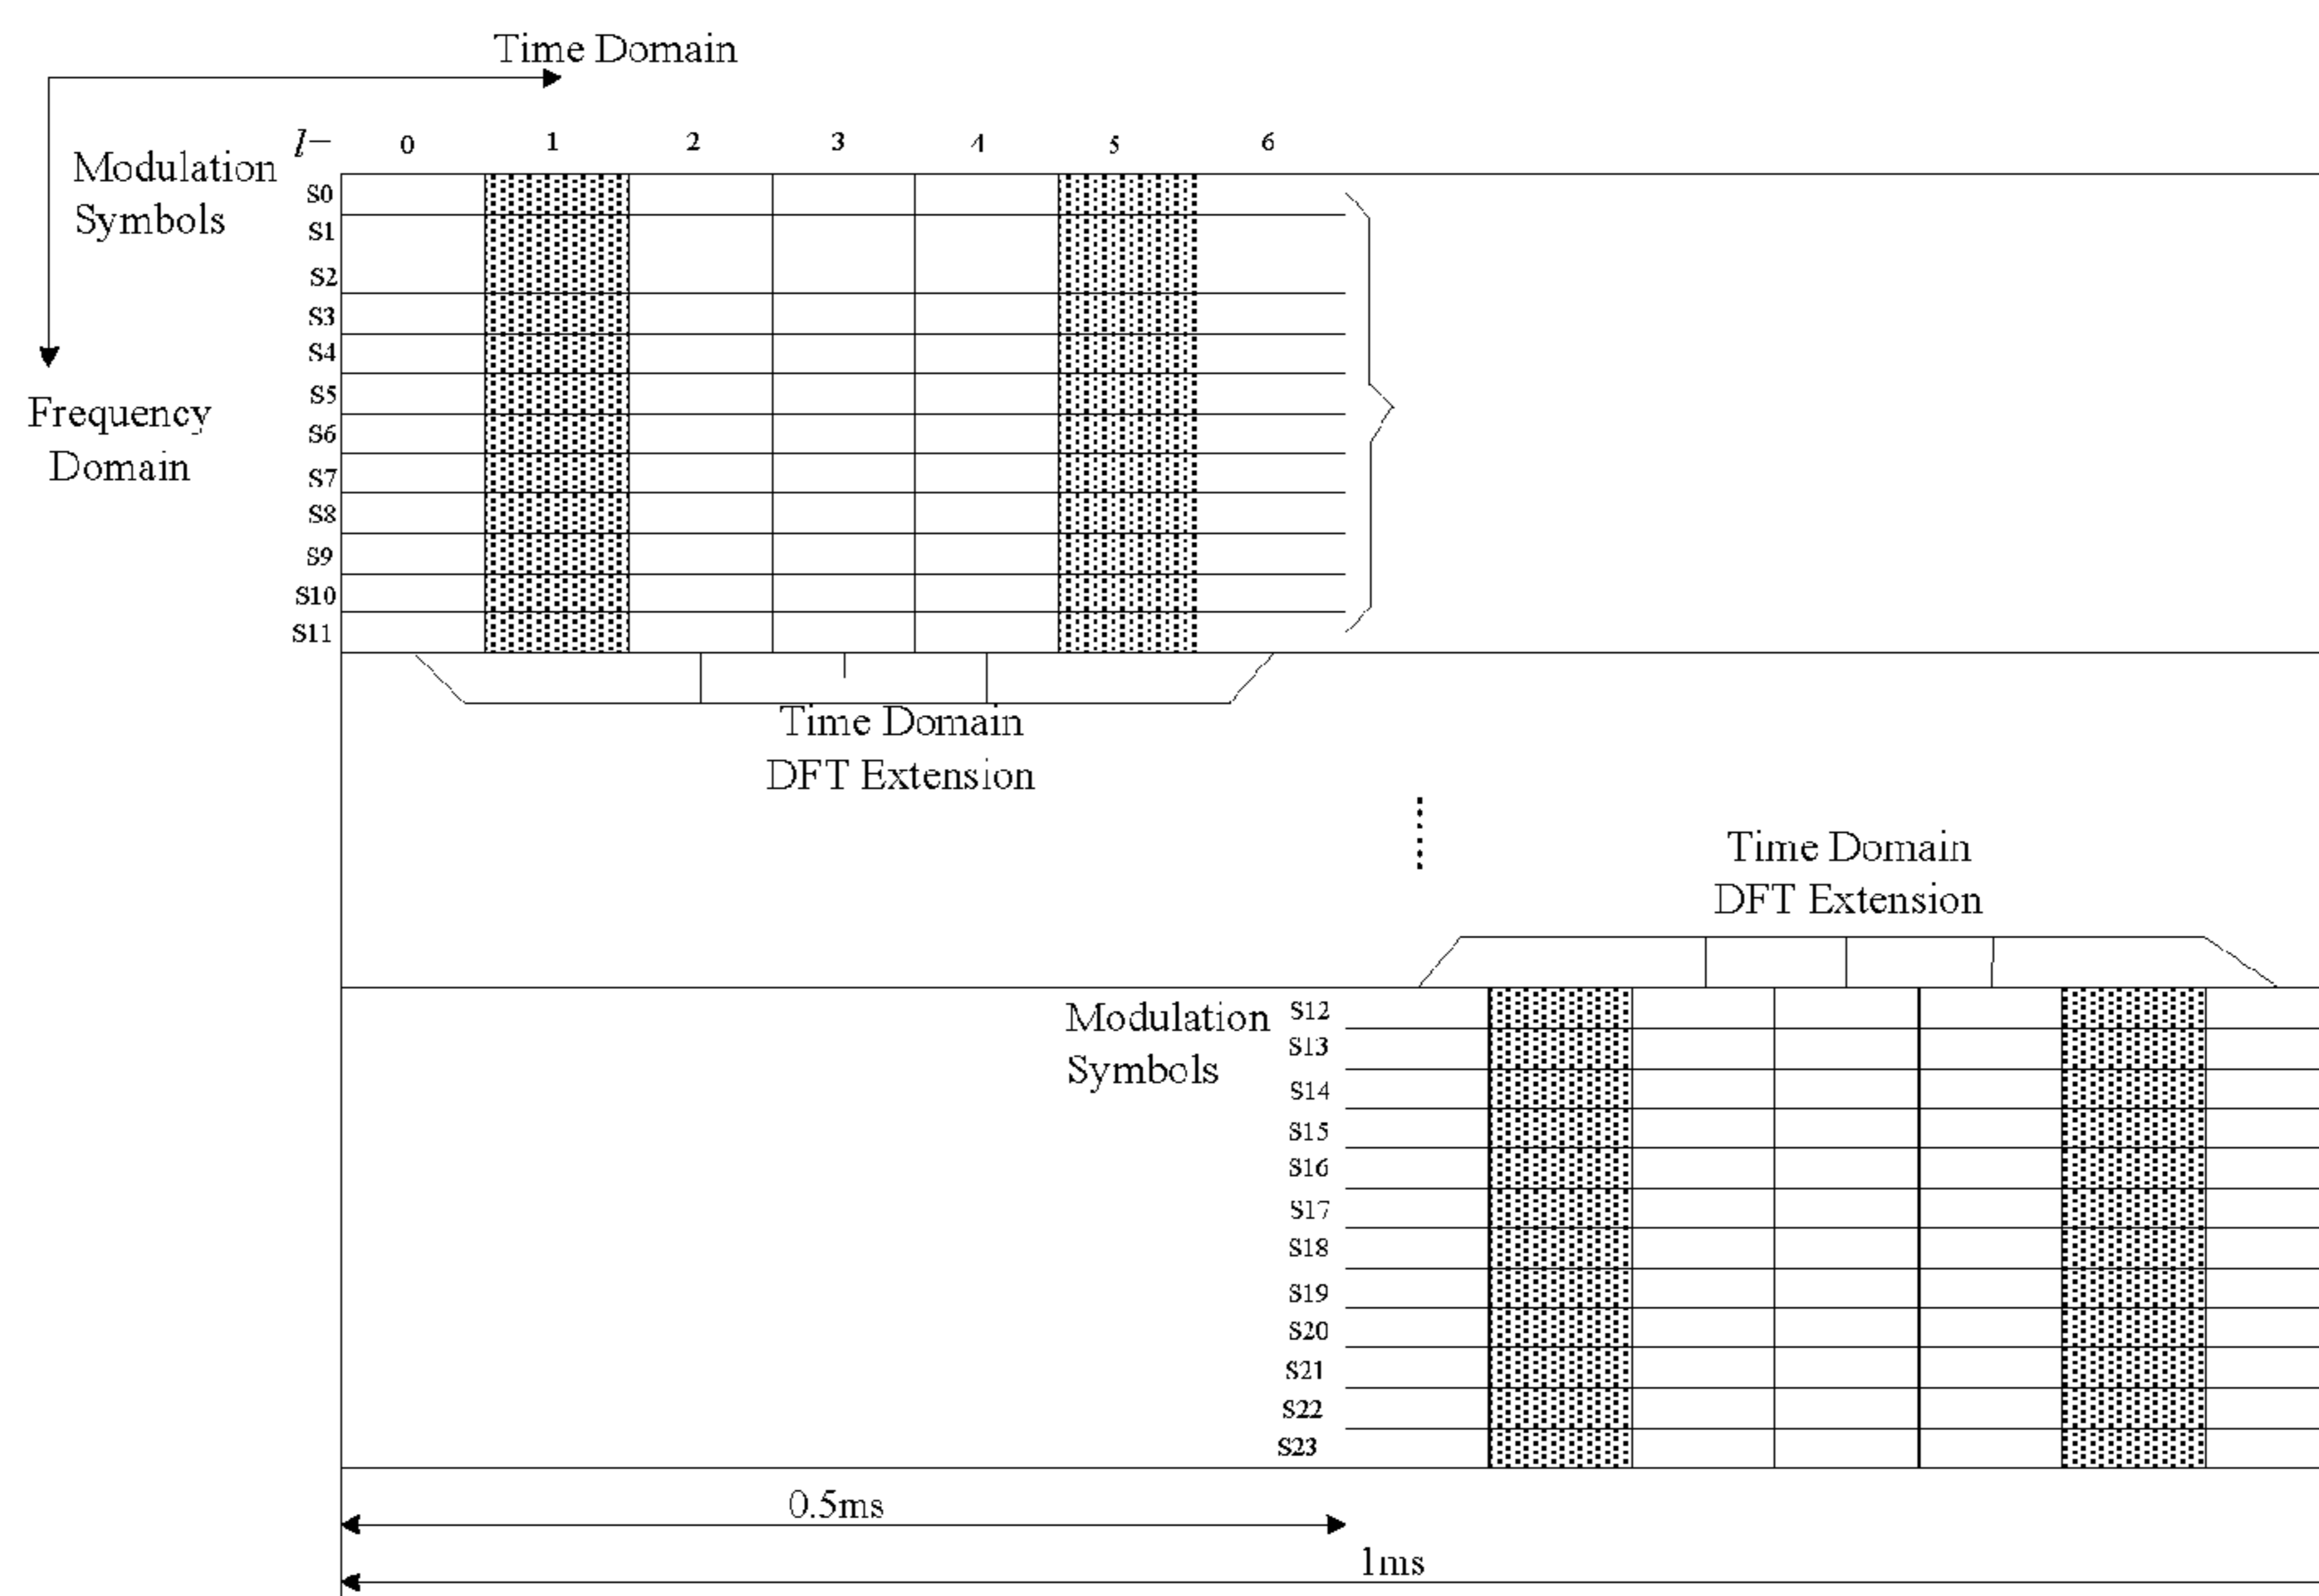 Time Domain
l= 0 1 2 3 4 5 6
Modulation
Symbols
S0
S1
S2
S3
S4
S5
S6
S7
S8
S9
S10
S11
Frequency
Domain
Time Domain
DFT Extension
Time Domain
DFT Extension
Modulation
Symbols
S12
S13
S14
S15
S16
S17
S18
S19
S20
S21
S22
S23
0.5ms
1ms